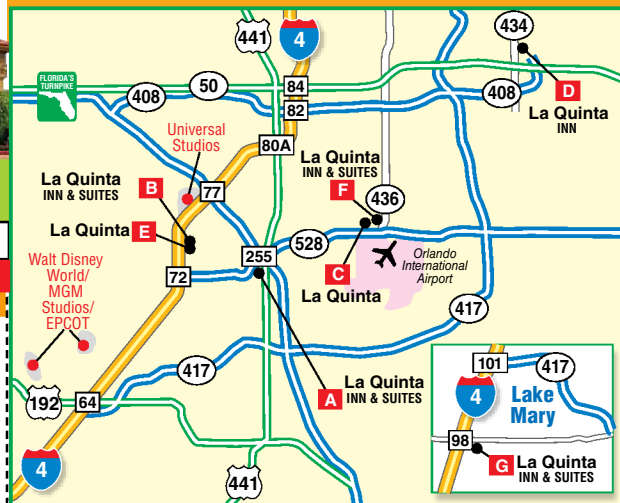 441
4
434
FLORIDA'S
TURNPIKE
408
50
84
82
408
D
La Quinta
INN
Universal
Studios
80A
La Quinta
INN & SUITES
B
77
La Quinta
INN & SUITES
F
436
La Quinta
E
528
255
C
La Quinta
Orlando
International
Airport
Walt Disney
World/
MGM
Studios/
EPCOT
72
417
417
192
64
A
La Quinta
INN & SUITES
4
441
101
417
4
Lake
Mary
98
G
La Quinta
INN & SUITES